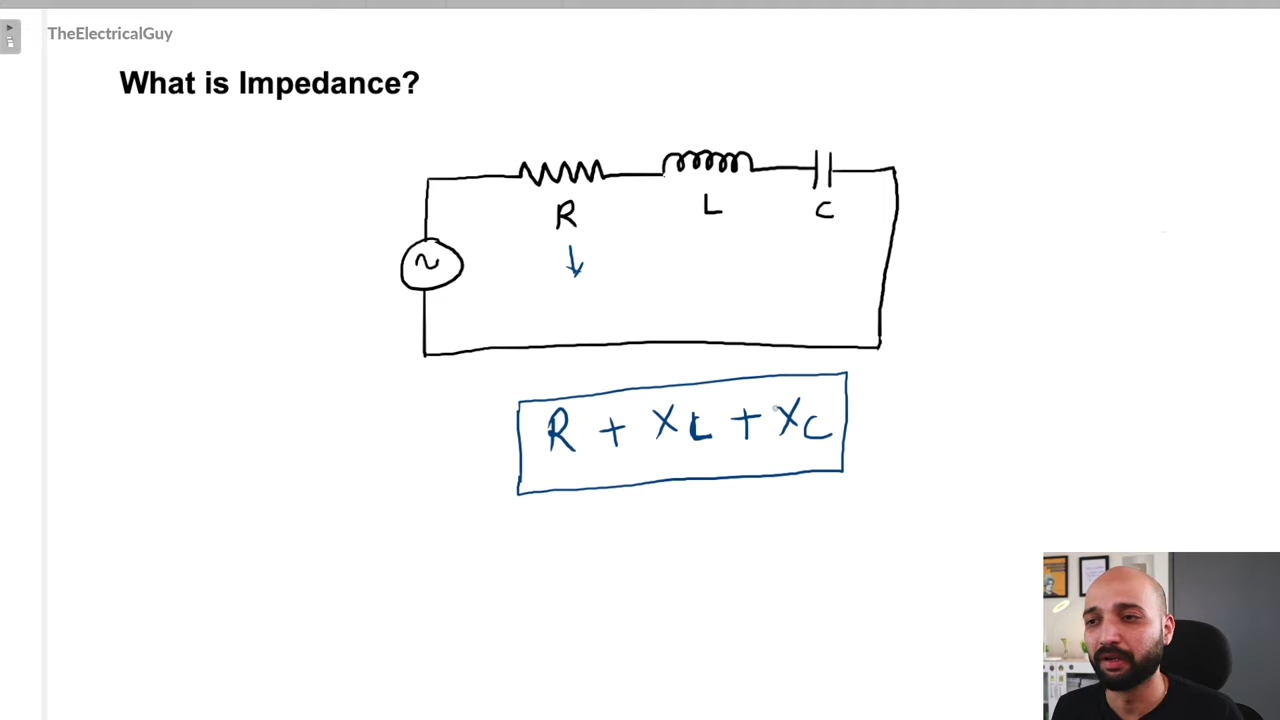 TheElectricalGuy
What is Impedance?
R
L
C
R + XL + XC